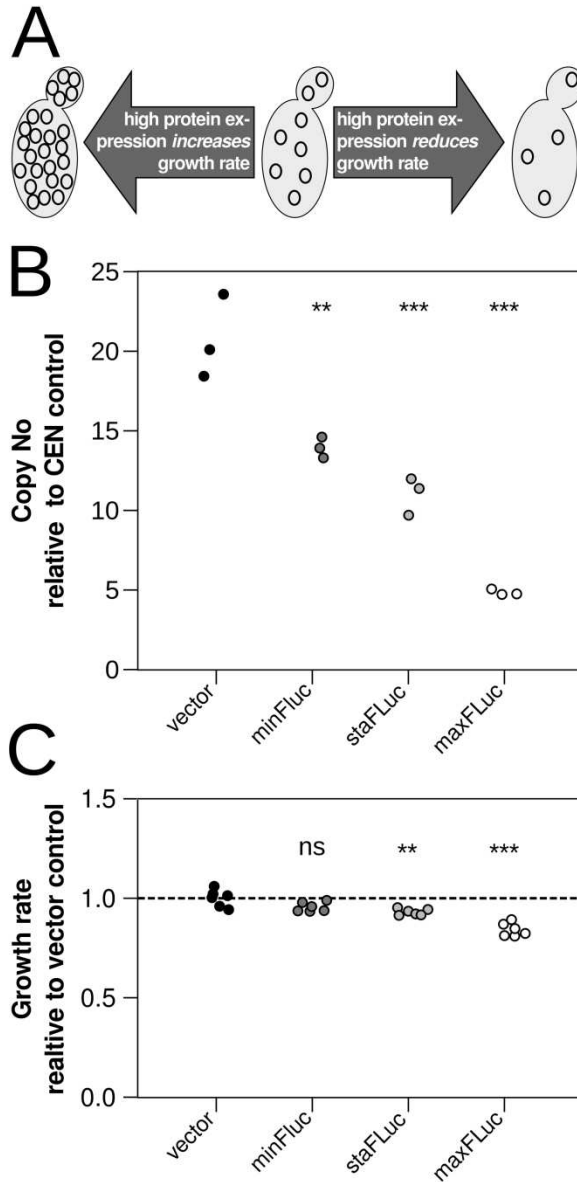 A
high protein ex-
pression increases
growth rate
high protein ex-
pression reduces
growth rate
B
Copy No
relative to CEN control
25
20
15
10
5
0
**
***
***
vector
minFluc
staFLuc
maxFLuc
C
Growth rate
realtive to vector control
1.5
1.0
0.5
0.0
ns
**
***
vector
minFluc
staFLuc
maxFLuc